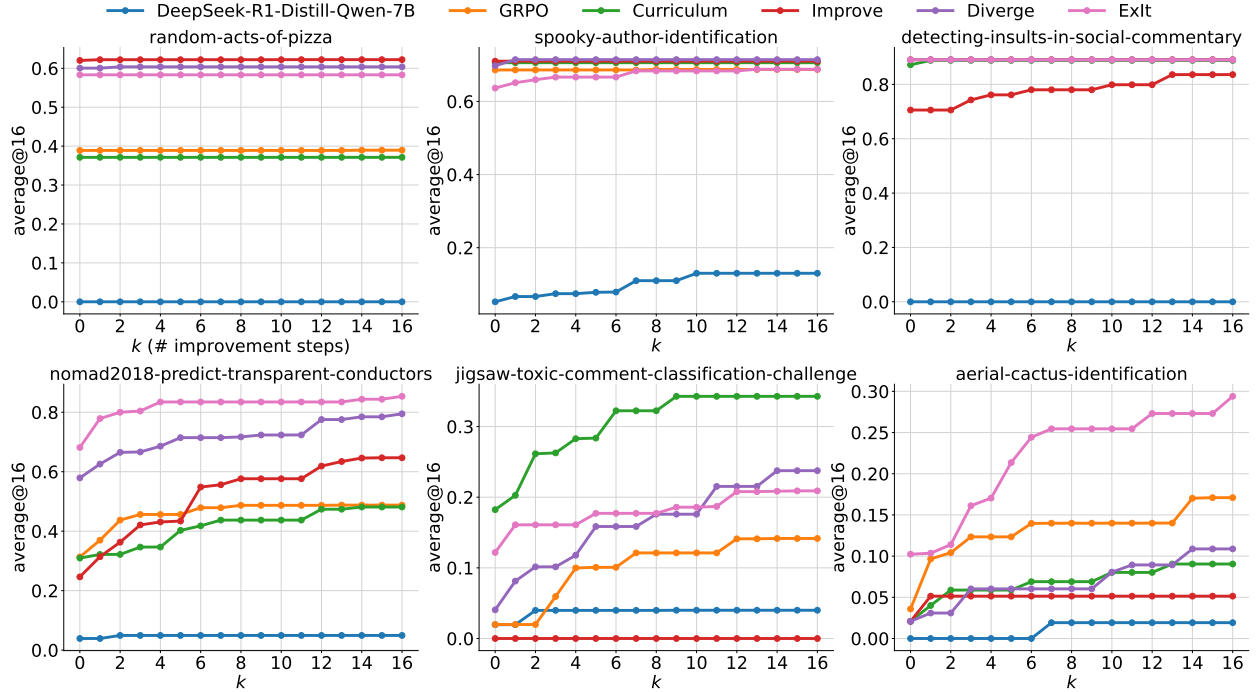 DeepSeek-R1-Distill-Qwen-7B GRPO Curriculum Improve Diverge ExIt
random-acts-of-pizza
average@16
0.6
0.5
0.4
0.3
0.2
0.1
0.0
0 2 4 6 8 10 12 14 16
k (# improvement steps)
spooky-author-identification
average@16
0.6
0.4
0.2
0 2 4 6 8 10 12 14 16
k
detecting-insults-in-social-commentary
average@16
0.8
0.6
0.4
0.2
0.0
0 2 4 6 8 10 12 14 16
k
nomad2018-predict-transparent-conductors
average@16
0.8
0.6
0.4
0.2
0.0
0 2 4 6 8 10 12 14 16
k
jigsaw-toxic-comment-classification-challenge
average@16
0.3
0.2
0.1
0.0
0 2 4 6 8 10 12 14 16
k
aerial-cactus-identification
average@16
0.30
0.25
0.20
0.15
0.10
0.05
0.00
0 2 4 6 8 10 12 14 16
k